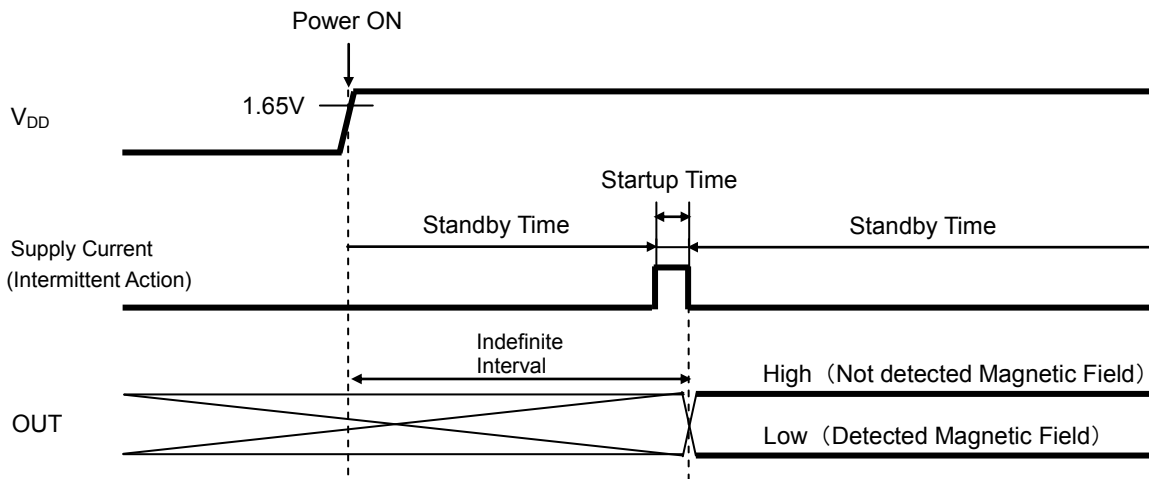 Power ON
1.65V
VDD
Startup Time
Standby Time
Standby Time
Supply Current
(Intermittent Action)
Indefinite
Interval
High（Not detected Magnetic Field）
OUT
Low（Detected Magnetic Field）